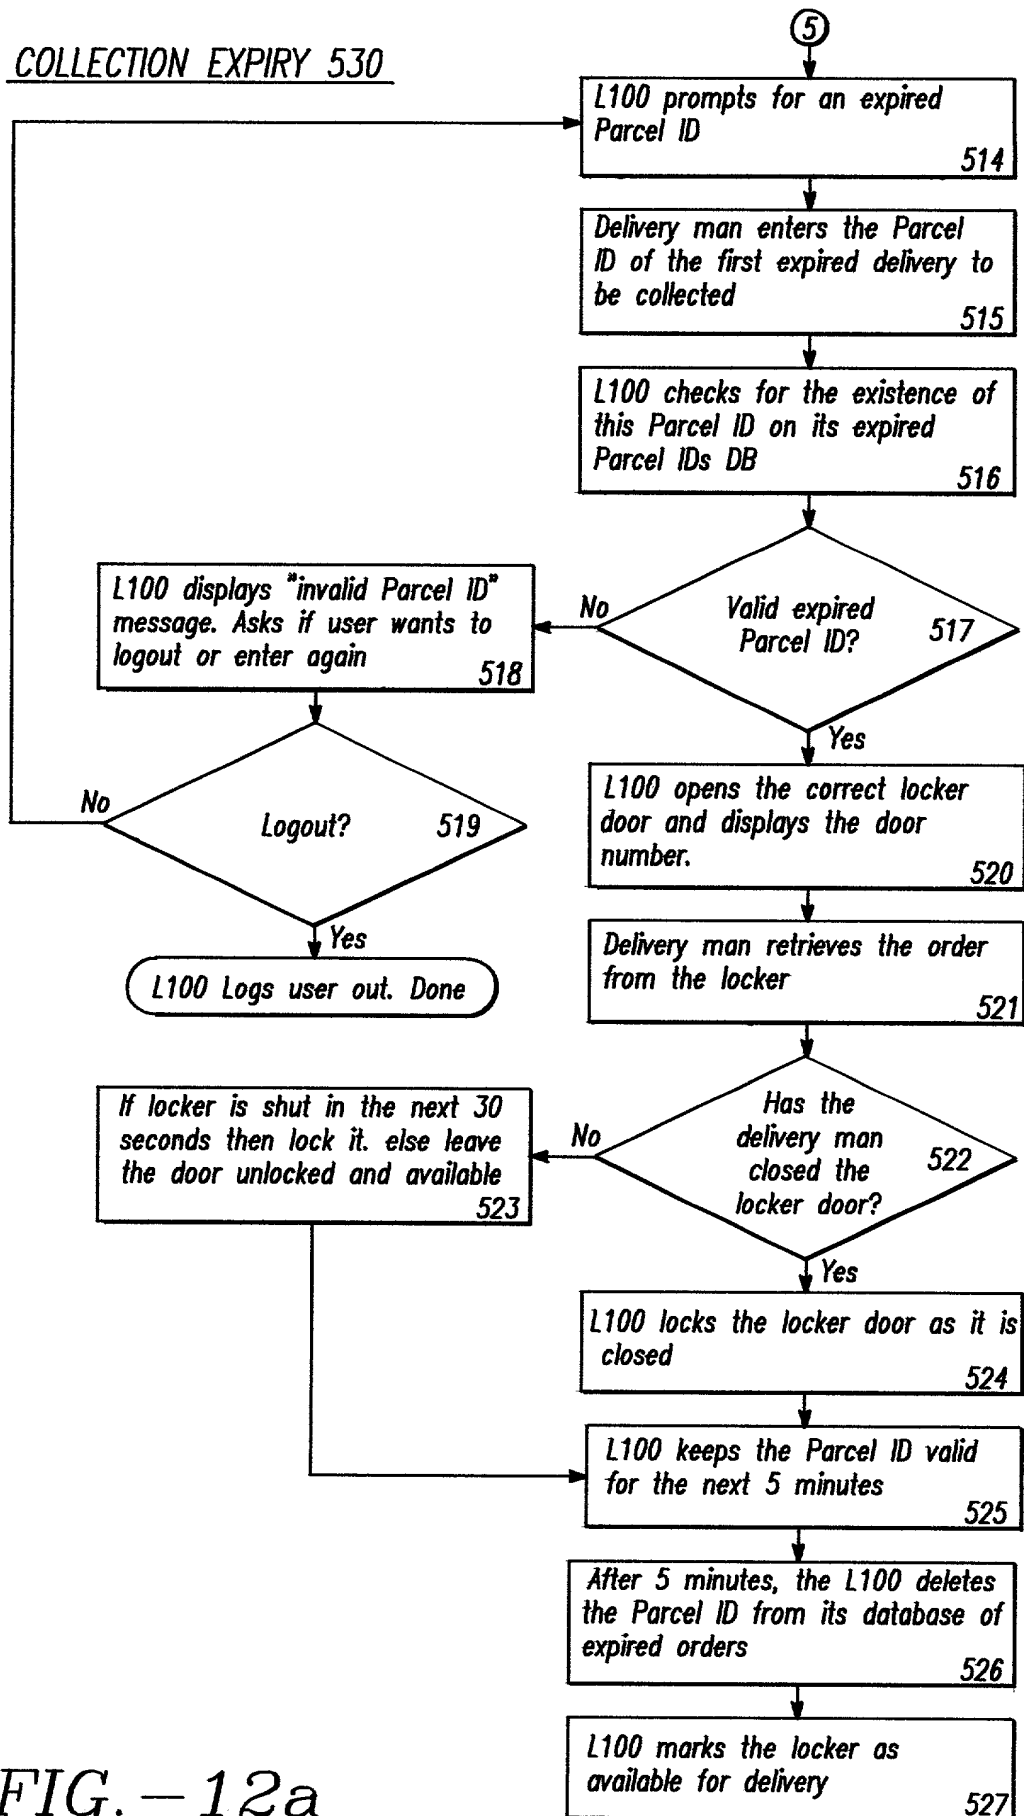 COLLECTION EXPIRY 530
5
L100 prompts for an expired
Parcel ID
514
Delivery man enters the Parcel
ID of the first expired delivery to
be collected
515
L100 checks for the existence of
this Parcel ID on its expired
Parcel IDs DB
516
Valid expired
Parcel ID?
517
No
Yes
L100 displays "invalid Parcel ID"
message. Asks if user wants to
logout or enter again
518
Logout?
519
No
Yes
L100 Logs user out. Done
L100 opens the correct locker
door and displays the door
number.
520
Delivery man retrieves the order
from the locker
521
Has the
delivery man
closed the
locker door?
522
No
Yes
If locker is shut in the next 30
seconds then lock it. else leave
the door unlocked and available
523
L100 locks the locker door as it is
closed
524
L100 keeps the Parcel ID valid
for the next 5 minutes
525
After 5 minutes, the L100 deletes
the Parcel ID from its database of
expired orders
526
L100 marks the locker as
available for delivery
527
FIG.-12a